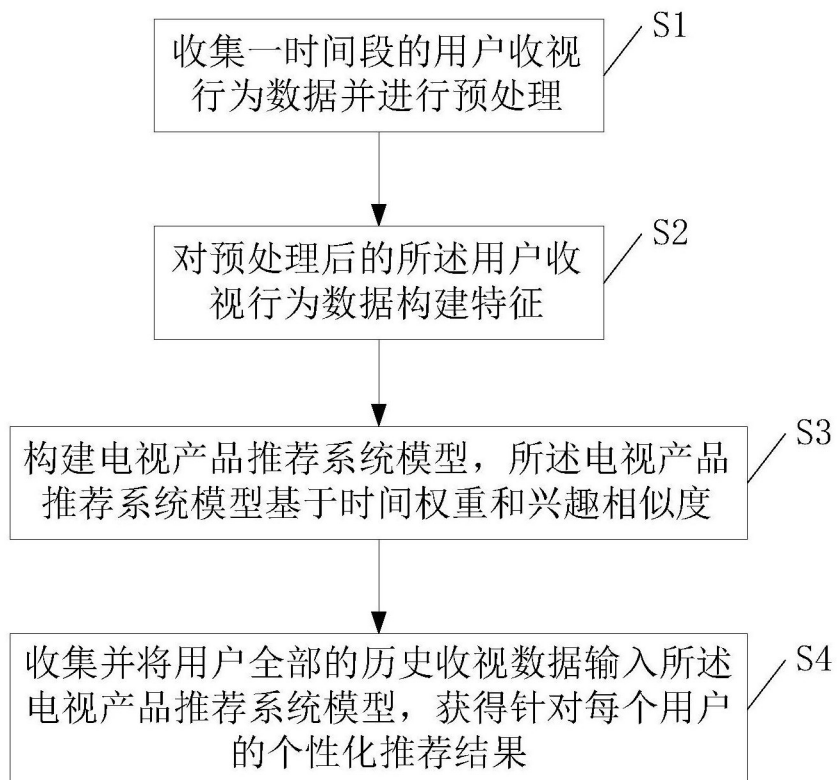 收集一时间段的用户收视
行为数据并进行预处理
S1
对预处理后的所述用户收
视行为数据构建特征
S2
构建电视产品推荐系统模型，所述电视产品
推荐系统模型基于时间权重和兴趣相似度
S3
收集并将用户全部的历史收视数据输入所述
电视产品推荐系统模型，获得针对每个用户
的个性化推荐结果
S4